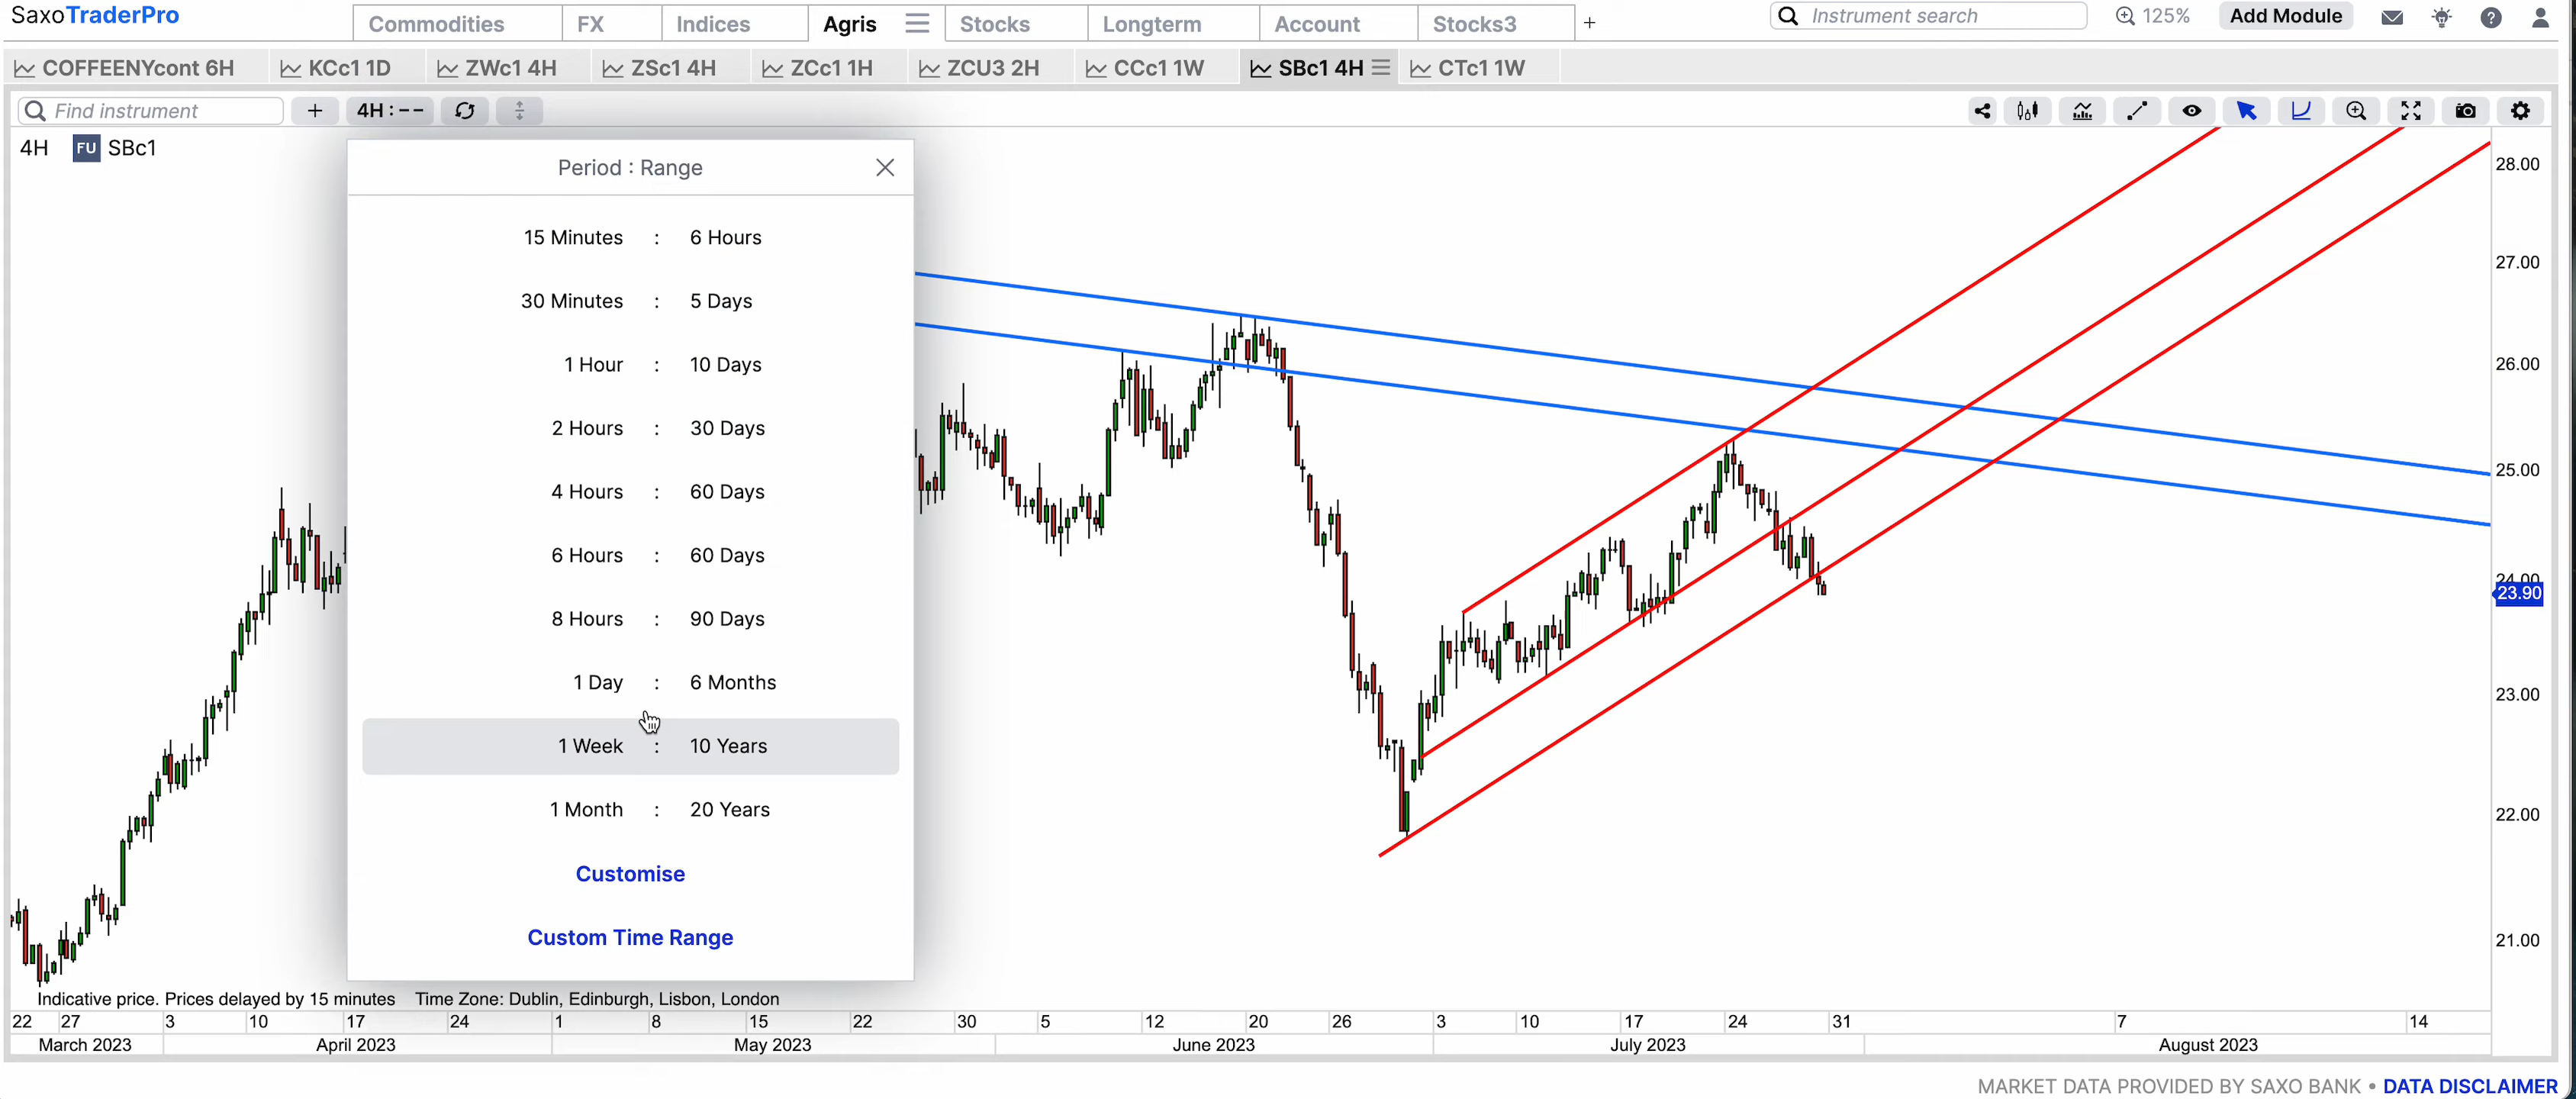 SaxoTraderPro
Commodities FX Indices Agris Stocks Longterm Account Stocks3 +
Instrument search 125% Add Module
COFFEENYcont 6H KCc1 1D ZWc1 4H ZSc1 4H ZCc1 1H ZCU3 2H CCc1 1W SBc1 4H CTc1 1W
Find instrument + 4H : --
4H FU SBc1
Period : Range
15 Minutes : 6 Hours
30 Minutes : 5 Days
1 Hour : 10 Days
2 Hours : 30 Days
4 Hours : 60 Days
6 Hours : 60 Days
8 Hours : 90 Days
1 Day : 6 Months
1 Week : 10 Years
1 Month : 20 Years
Customise
Custom Time Range
28.00
27.00
26.00
25.00
24.00
23.90
23.00
22.00
21.00
Indicative price. Prices delayed by 15 minutes Time Zone: Dublin, Edinburgh, Lisbon, London
22 27 3 10 17 24 1 8 15 22 30 5 12 20 26 3 10 17 24 31 7 14
March 2023 April 2023 May 2023 June 2023 July 2023 August 2023
MARKET DATA PROVIDED BY SAXO BANK • DATA DISCLAIMER